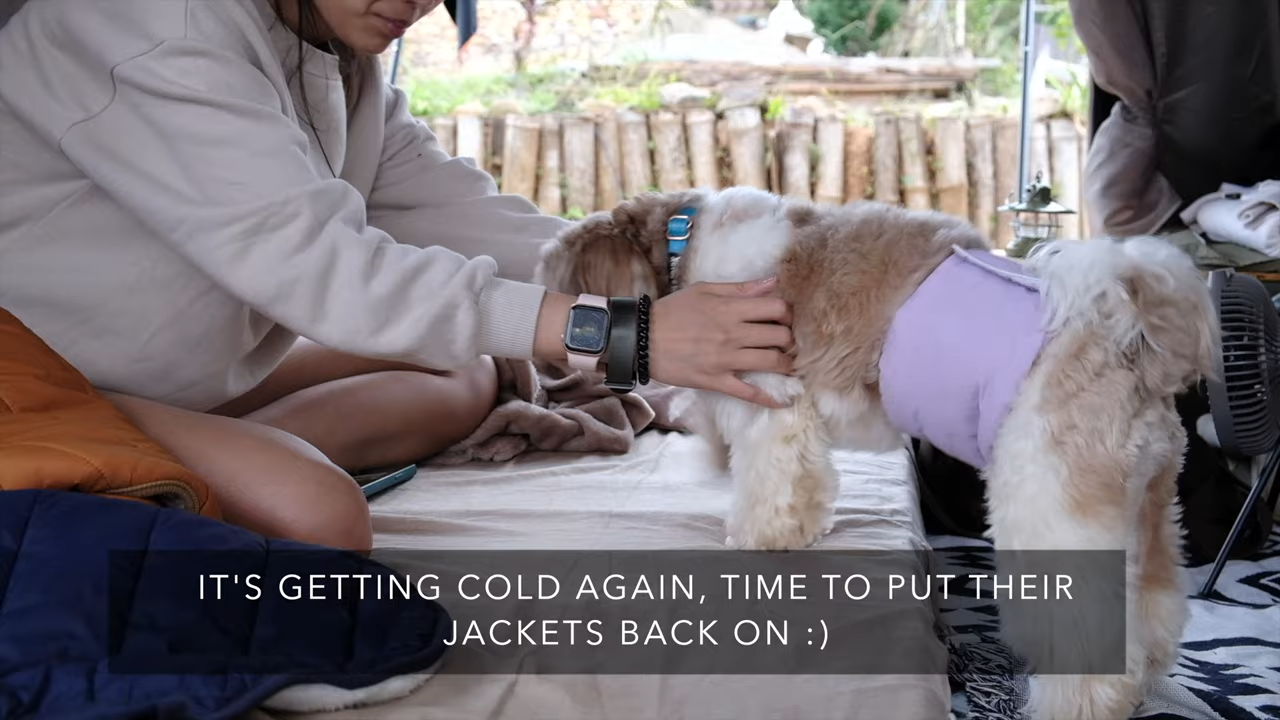 IT'S GETTING COLD AGAIN, TIME TO PUT THEIR
JACKETS BACK ON :)